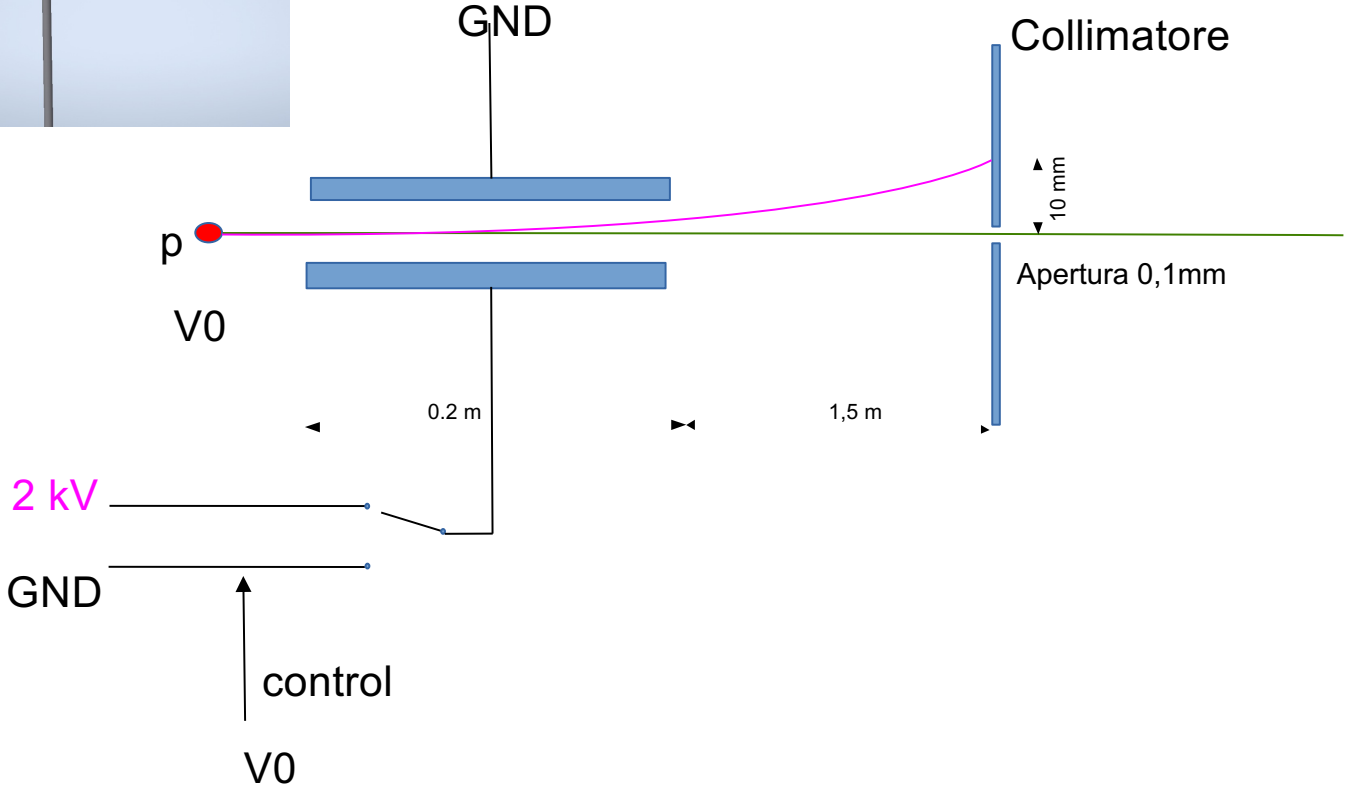 GND
Collimatore
10 mm
p
Apertura 0,1mm
V0
0.2 m
1,5 m
2 kV
GND
control
V0